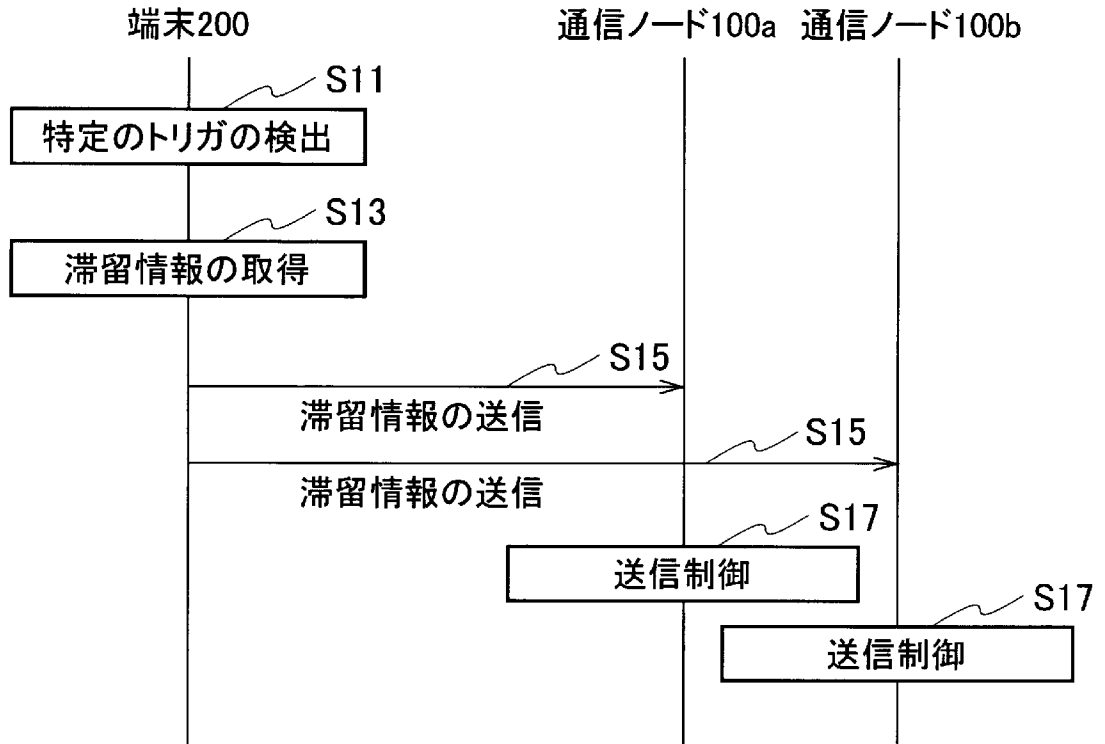 端末200 通信ノード100a 通信ノード100b
S11
特定のトリガの検出
S13
滞留情報の取得
S15
滞留情報の送信
S15
滞留情報の送信
S17
送信制御
S17
送信制御